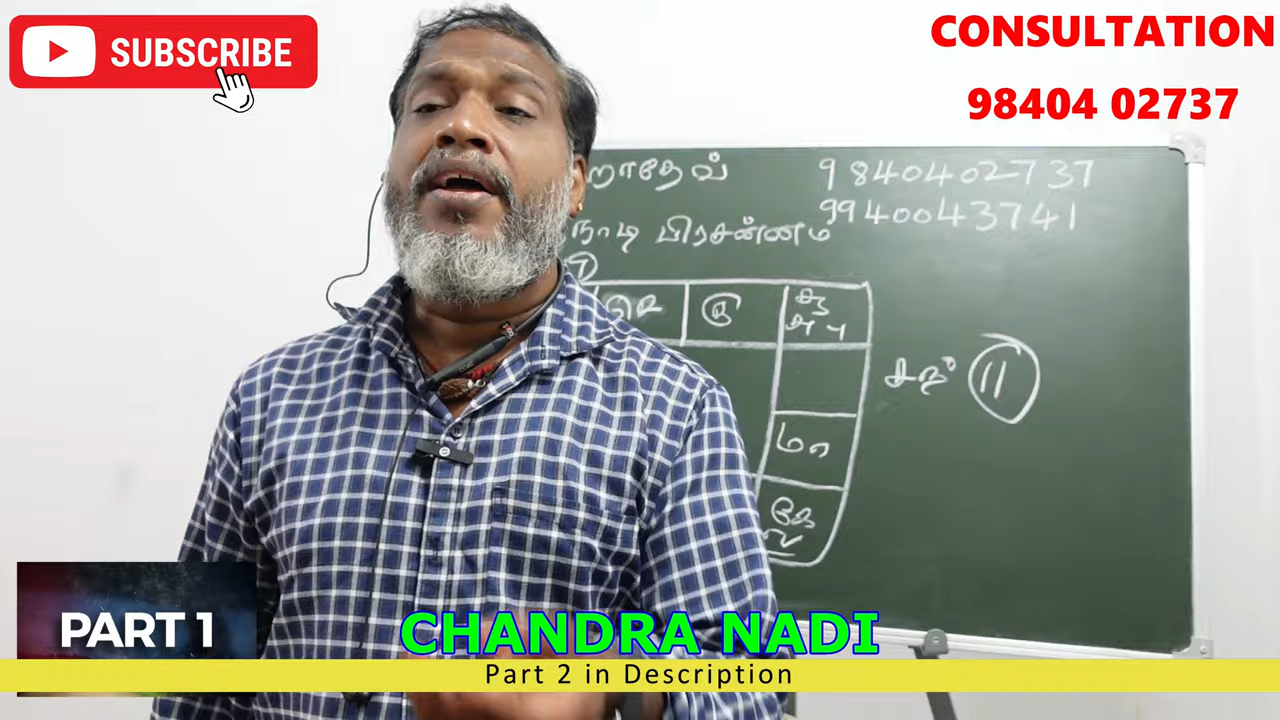 SUBSCRIBE
CONSULTATION
98404 02737
றாதேவ் 9840402737
நாடி பிரசன்னம் 9940043741
செ
கு
மா
கே
11
PART 1
CHANDRA NADI
Part 2 in Description